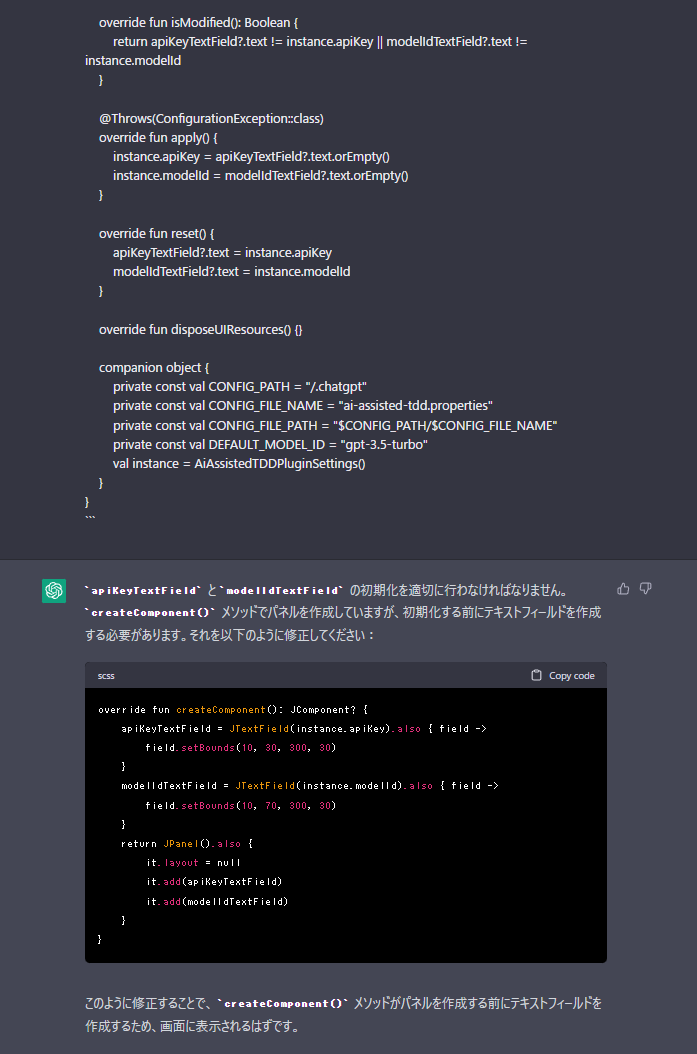 override fun isModified(): Boolean {
return apiKeyTextField?.text != instance.apiKey || modelIdTextField?.text !=
instance.modelId
}
@Throws(ConfigurationException::class)
override fun apply() {
instance.apiKey = apiKeyTextField?.text.orEmpty()
instance.modelId = modelIdTextField?.text.orEmpty()
}
override fun reset() {
apiKeyTextField?.text = instance.apiKey
modelIdTextField?.text = instance.modelId
}
override fun disposeUIResources() {}
companion object {
private const val CONFIG_PATH = "/.chatgpt"
private const val CONFIG_FILE_NAME = "ai-assisted-tdd.properties"
private const val CONFIG_FILE_PATH = "$CONFIG_PATH/$CONFIG_FILE_NAME"
private const val DEFAULT_MODEL_ID = "gpt-3.5-turbo"
val instance = AiAssistedTDDPluginSettings()
}
}
```
`apiKeyTextField` と `modelIdTextField` の初期化を適切に行わなければなりません。
`createComponent()` メソッドでパネルを作成していますが、初期化する前にテキストフィールドを作成
する必要があります。それを以下のように修正してください：
scss
Copy code
override fun createComponent(): JComponent? {
apiKeyTextField = JTextField(instance.apiKey).also { field ->
field.setBounds(10, 30, 300, 30)
}
modelIdTextField = JTextField(instance.modelId).also { field ->
field.setBounds(10, 70, 300, 30)
}
return JPanel().also {
it.layout = null
it.add(apiKeyTextField)
it.add(modelIdTextField)
}
}
このように修正することで、`createComponent()` メソッドがパネルを作成する前にテキストフィールドを
作成するため、画面に表示されるはずです。